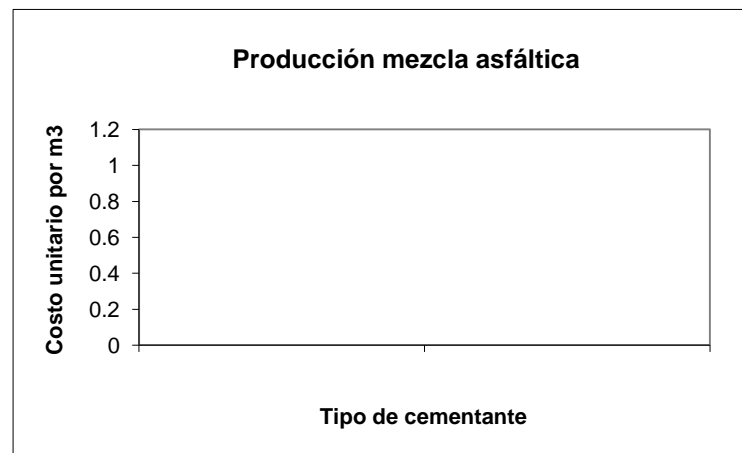 Producción mezcla asfáltica
Costo unitario por m3
1.2
1
0.8
0.6
0.4
0.2
0
Tipo de cementante